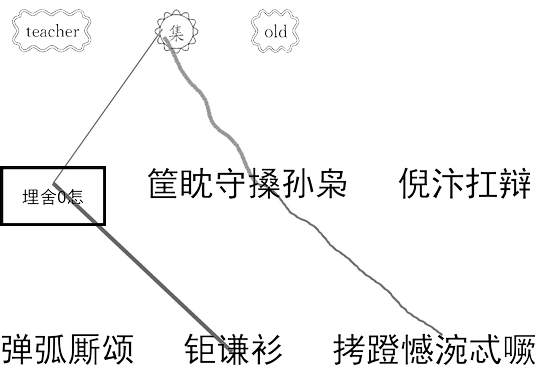 teacher
集
old
埋舍0怎
筐眈守搡孙枭
倪汴扛辩
弹弧厮颂
钜谦衫
拷蹬憾涴忒噘